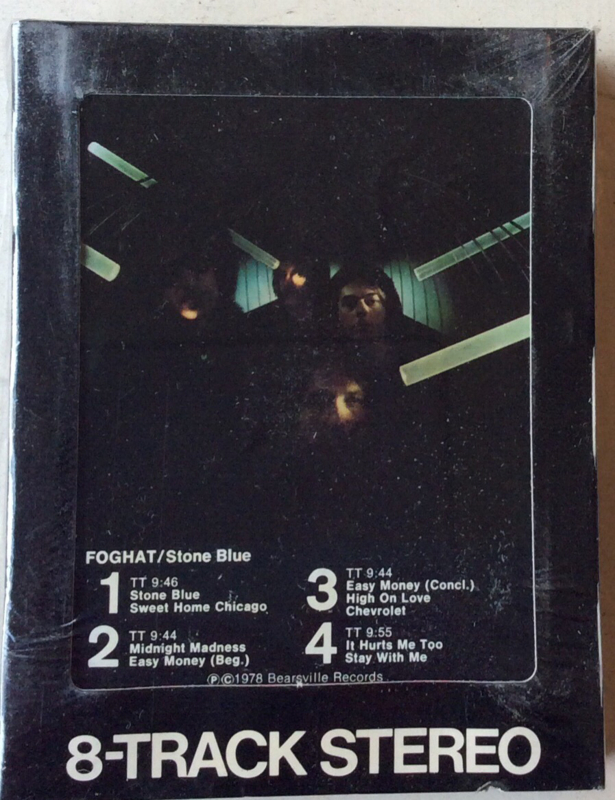 FOGHAT/Stone Blue
1 TT 9:46
Stone Blue
Sweet Home Chicago
2 TT 9:44
Midnight Madness
Easy Money (Beg.)
3 TT 9:44
Easy Money (Concl.)
High On Love
Chevrolet
4 TT 9:55
It Hurts Me Too
Stay With Me
℗©1978 Bearsville Records
8-TRACK STEREO